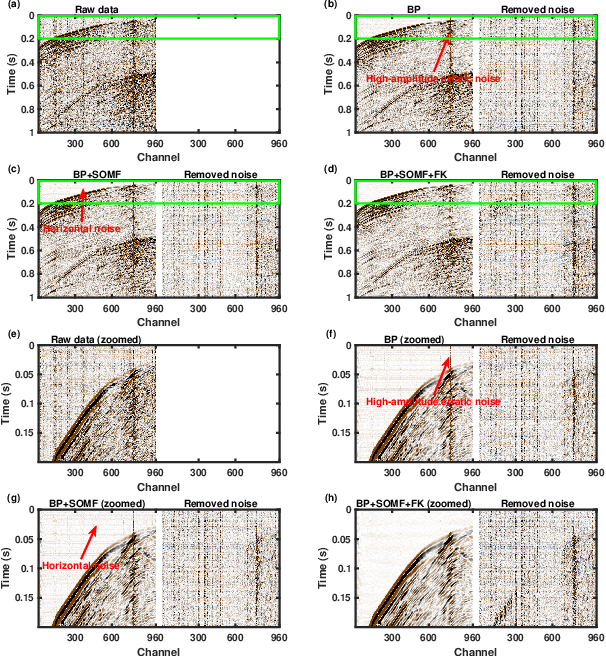 (a) Raw data
Time (s)
0
0.2
0.4
0.6
0.8
1
300 600 960 300 600 960
Channel
(b) BP Removed noise
High-amplitude erratic noise
Time (s)
0
0.2
0.4
0.6
0.8
1
300 600 960 300 600 960
Channel
(c) BP+SOMF Removed noise
Horizontal noise
Time (s)
0
0.2
0.4
0.6
0.8
1
300 600 960 300 600 960
Channel
(d) BP+SOMF+FK Removed noise
Time (s)
0
0.2
0.4
0.6
0.8
1
300 600 960 300 600 960
Channel
(e) Raw data (zoomed)
Time (s)
0
0.05
0.1
0.15
300 600 960 300 600 960
Channel
(f) BP (zoomed) Removed noise
High-amplitude erratic noise
Time (s)
0
0.05
0.1
0.15
300 600 960 300 600 960
Channel
(g) BP+SOMF (zoomed) Removed noise
Horizontal noise
Time (s)
0
0.05
0.1
0.15
300 600 960 300 600 960
Channel
(h) BP+SOMF+FK (zoomed) Removed noise
Time (s)
0
0.05
0.1
0.15
300 600 960 300 600 960
Channel